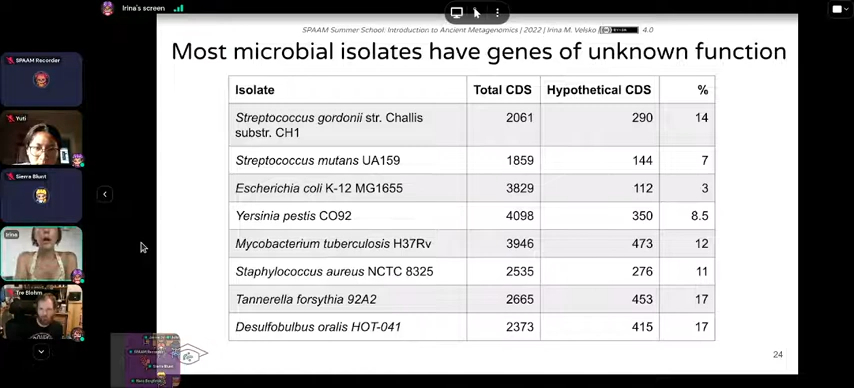 Irina's screen
SPAAM Summer School: Introduction to Ancient Metagenomics | 2022 | Irina M. Velsko
4.0
Most microbial isolates have genes of unknown function
Isolate Total CDS Hypothetical CDS %
Streptococcus gordonii str. Challis
substr. CH1 2061 290 14
Streptococcus mutans UA159 1859 144 7
Escherichia coli K-12 MG1655 3829 112 3
Yersinia pestis CO92 4098 350 8.5
Mycobacterium tuberculosis H37Rv 3946 473 12
Staphylococcus aureus NCTC 8325 2535 276 11
Tannerella forsythia 92A2 2665 453 17
Desulfobulbus oralis HOT-041 2373 415 17
24
SPAAM Recorder
Yuti
Sierra Blunt
Irina